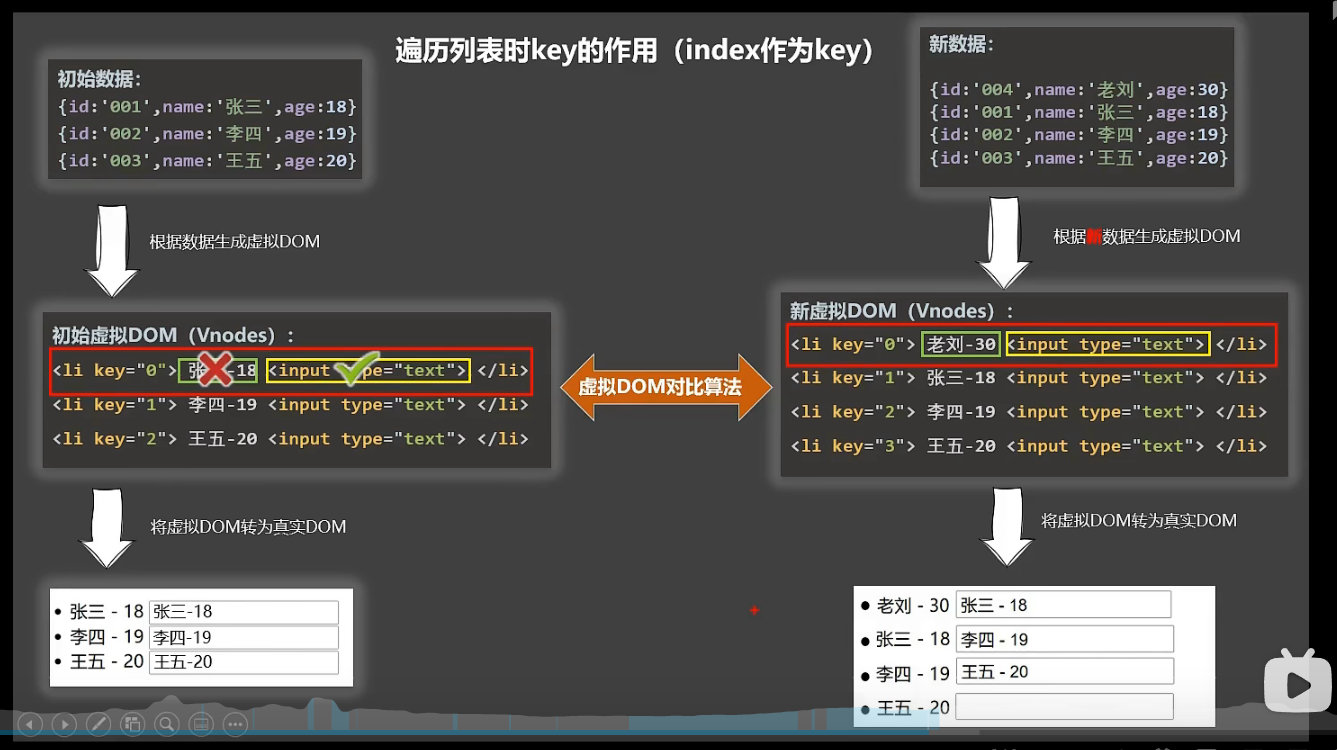 遍历列表时key的作用（index作为key）
初始数据：
{id:'001',name:'张三',age:18}
{id:'002',name:'李四',age:19}
{id:'003',name:'王五',age:20}
根据数据生成虚拟DOM
初始虚拟DOM（Vnodes）：
<li key="0"> 张三-18 <input type="text"> </li>
<li key="1"> 李四-19 <input type="text"> </li>
<li key="2"> 王五-20 <input type="text"> </li>
将虚拟DOM转为真实DOM
• 张三 - 18 张三-18
• 李四 - 19 李四-19
• 王五 - 20 王五-20
虚拟DOM对比算法
新数据：
{id:'004',name:'老刘',age:30}
{id:'001',name:'张三',age:18}
{id:'002',name:'李四',age:19}
{id:'003',name:'王五',age:20}
根据新数据生成虚拟DOM
新虚拟DOM（Vnodes）：
<li key="0"> 老刘-30 <input type="text"> </li>
<li key="1"> 张三-18 <input type="text"> </li>
<li key="2"> 李四-19 <input type="text"> </li>
<li key="3"> 王五-20 <input type="text"> </li>
将虚拟DOM转为真实DOM
● 老刘 - 30 张三 - 18
● 张三 - 18 李四 - 19
● 李四 - 19 王五 - 20
● 王五 - 20